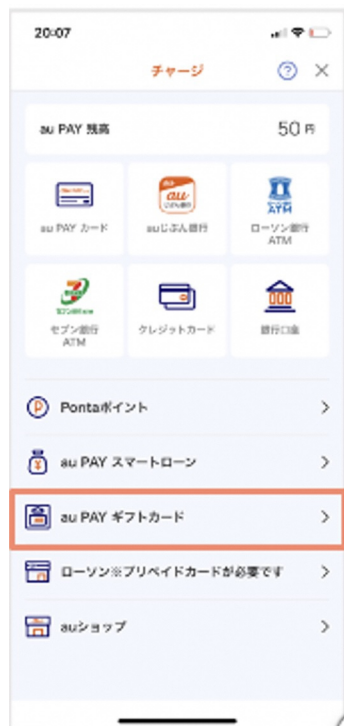 20:07
チャージ
au PAY 残高
50 円
au PAY カード
auじぶん銀行
ローソン銀行
ATM
セブン銀行
ATM
クレジットカード
銀行口座
Pontaポイント
au PAY スマートローン
au PAY ギフトカード
ローソン※プリペイドカードが必要です
auショップ